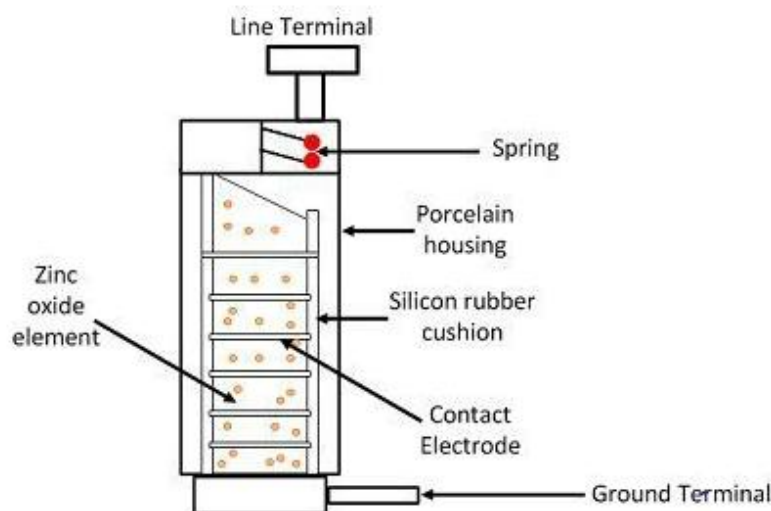 Line Terminal
Spring
Porcelain
housing
Zinc
oxide
element
Silicon rubber
cushion
Contact
Electrode
Ground Terminal